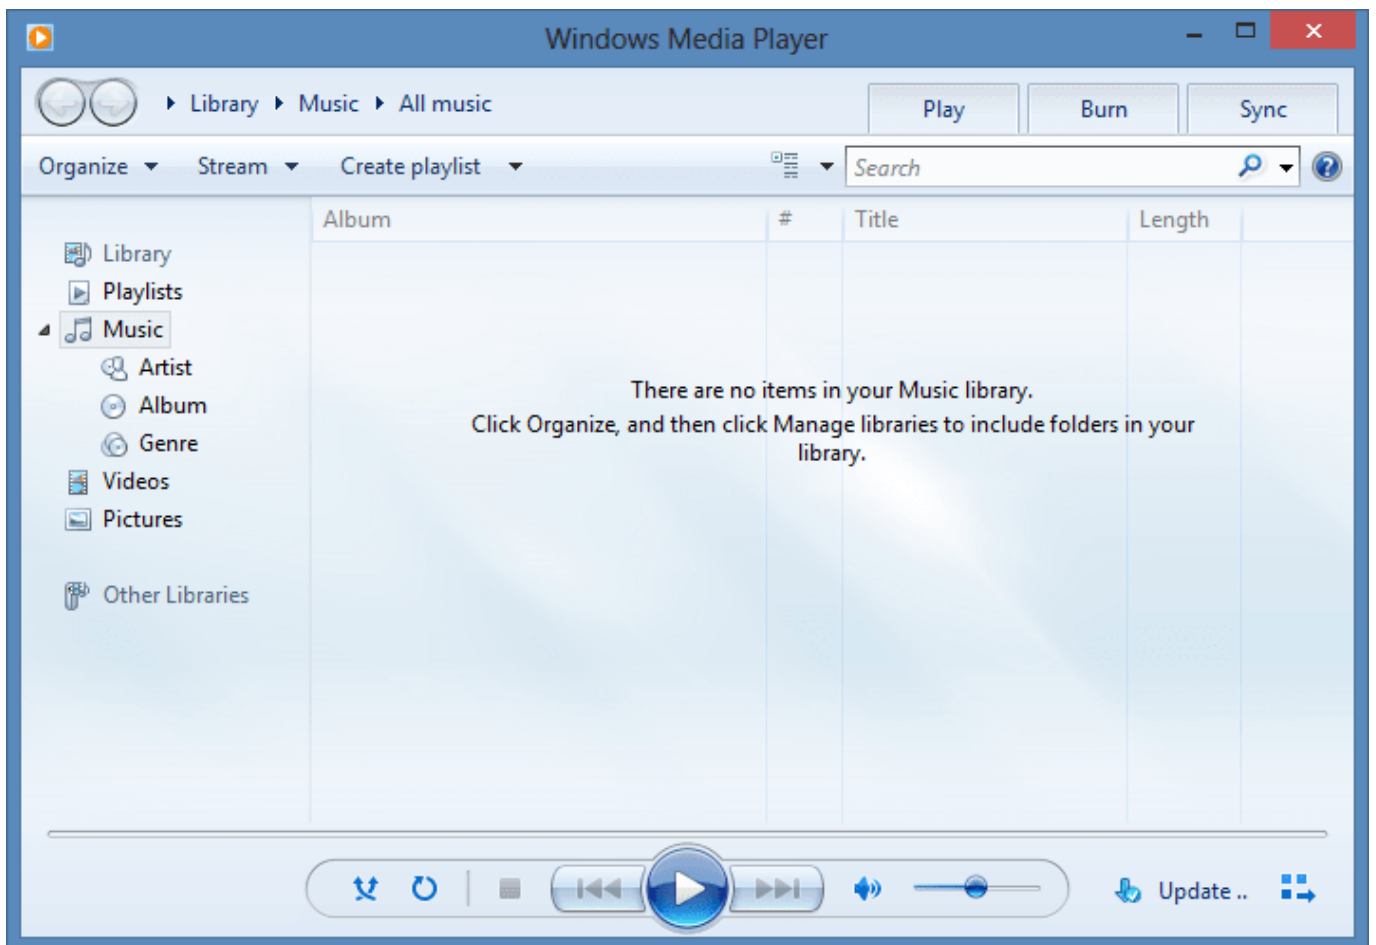 Windows Media Player
Library Music All music
Play Burn Sync
Organize Stream Create playlist Search
Album # Title Length
Library
Playlists
Music
Artist
Album
Genre
Videos
Pictures
Other Libraries
There are no items in your Music library.
Click Organize, and then click Manage libraries to include folders in your
library.
Update ..